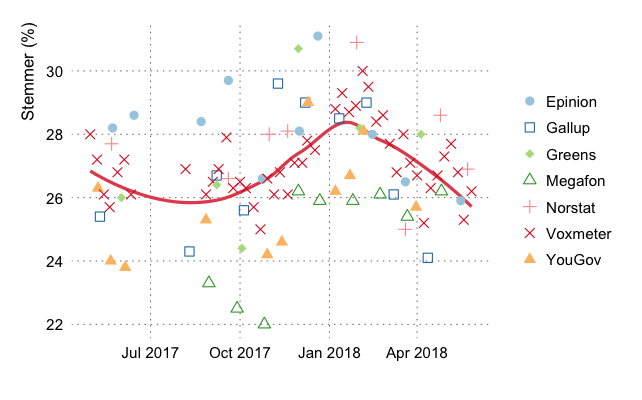 Stemmer (%)
30
28
26
24
22
Jul 2017
Oct 2017
Jan 2018
Apr 2018
Epinion
Gallup
Greens
Megafon
Norstat
Voxmeter
YouGov